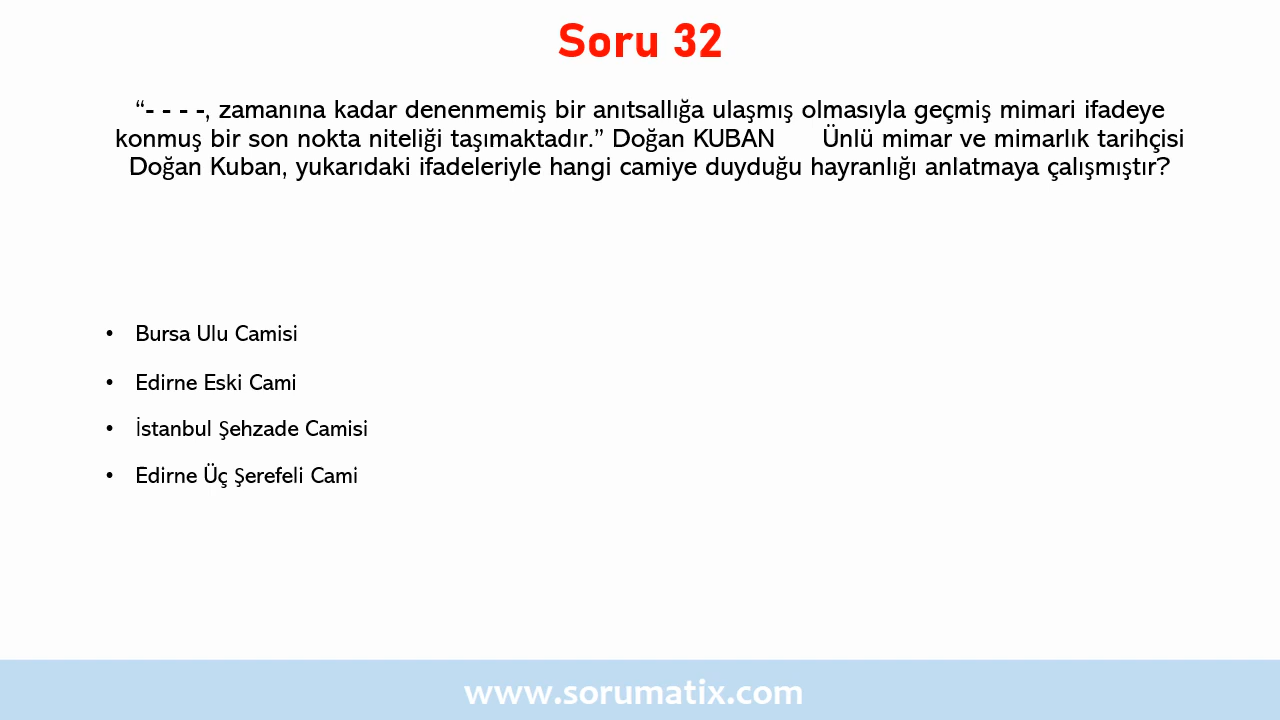 Soru 32
“- - - -, zamanına kadar denenmemiş bir anıtsallığa ulaşmış olmasıyla geçmiş mimari ifadeye
konmuş bir son nokta niteliği taşımaktadır.” Doğan KUBAN Ünlü mimar ve mimarlık tarihçisi
Doğan Kuban, yukarıdaki ifadeleriyle hangi camiye duyduğu hayranlığı anlatmaya çalışmıştır?
• Bursa Ulu Camisi
• Edirne Eski Cami
• İstanbul Şehzade Camisi
• Edirne Üç Şerefeli Cami
www.sorumatix.com